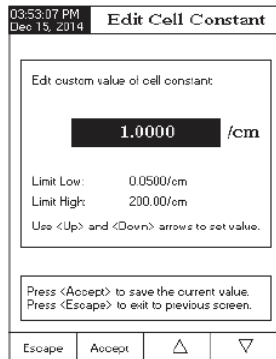 03:53:07 PM
Dec 15, 2014
Edit Cell Constant
Edit custom value of cell constant:
1.0000 /cm
Limit Low: 0.0500/cm
Limit High: 200.00/cm
Use <Up> and <Down> arrows to set value.
Press <Accept> to save the current value.
Press <Escape> to exit to previous screen.
Escape Accept △ ▽